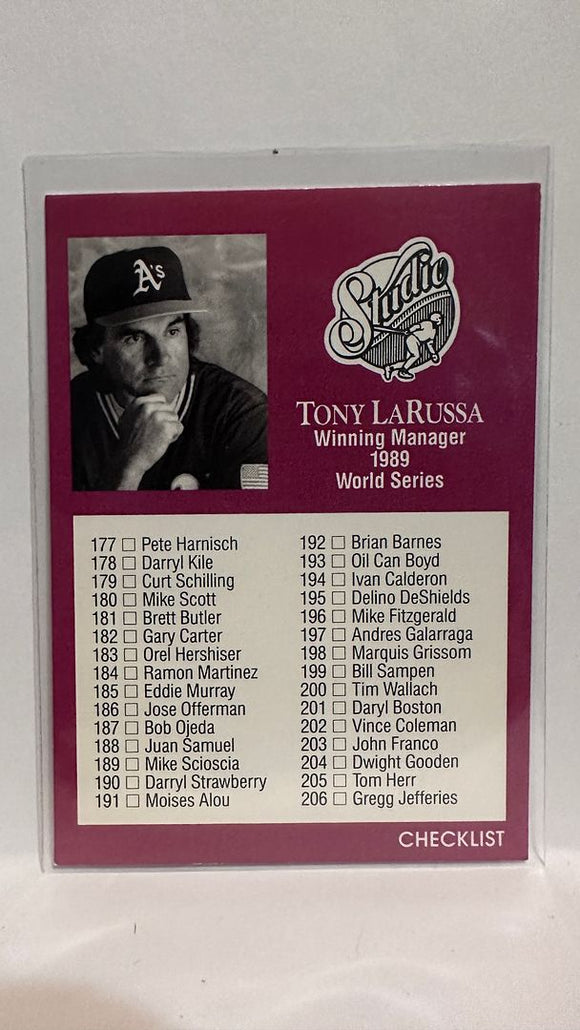 A's
Studio
TONY LARUSSA
Winning Manager
1989
World Series
177 □ Pete Harnisch
178 □ Darryl Kile
179 □ Curt Schilling
180 □ Mike Scott
181 □ Brett Butler
182 □ Gary Carter
183 □ Orel Hershiser
184 □ Ramon Martinez
185 □ Eddie Murray
186 □ Jose Offerman
187 □ Bob Ojeda
188 □ Juan Samuel
189 □ Mike Scioscia
190 □ Darryl Strawberry
191 □ Moises Alou
192 □ Brian Barnes
193 □ Oil Can Boyd
194 □ Ivan Calderon
195 □ Delino DeShields
196 □ Mike Fitzgerald
197 □ Andres Galarraga
198 □ Marquis Grissom
199 □ Bill Sampen
200 □ Tim Wallach
201 □ Daryl Boston
202 □ Vince Coleman
203 □ John Franco
204 □ Dwight Gooden
205 □ Tom Herr
206 □ Gregg Jefferies
CHECKLIST